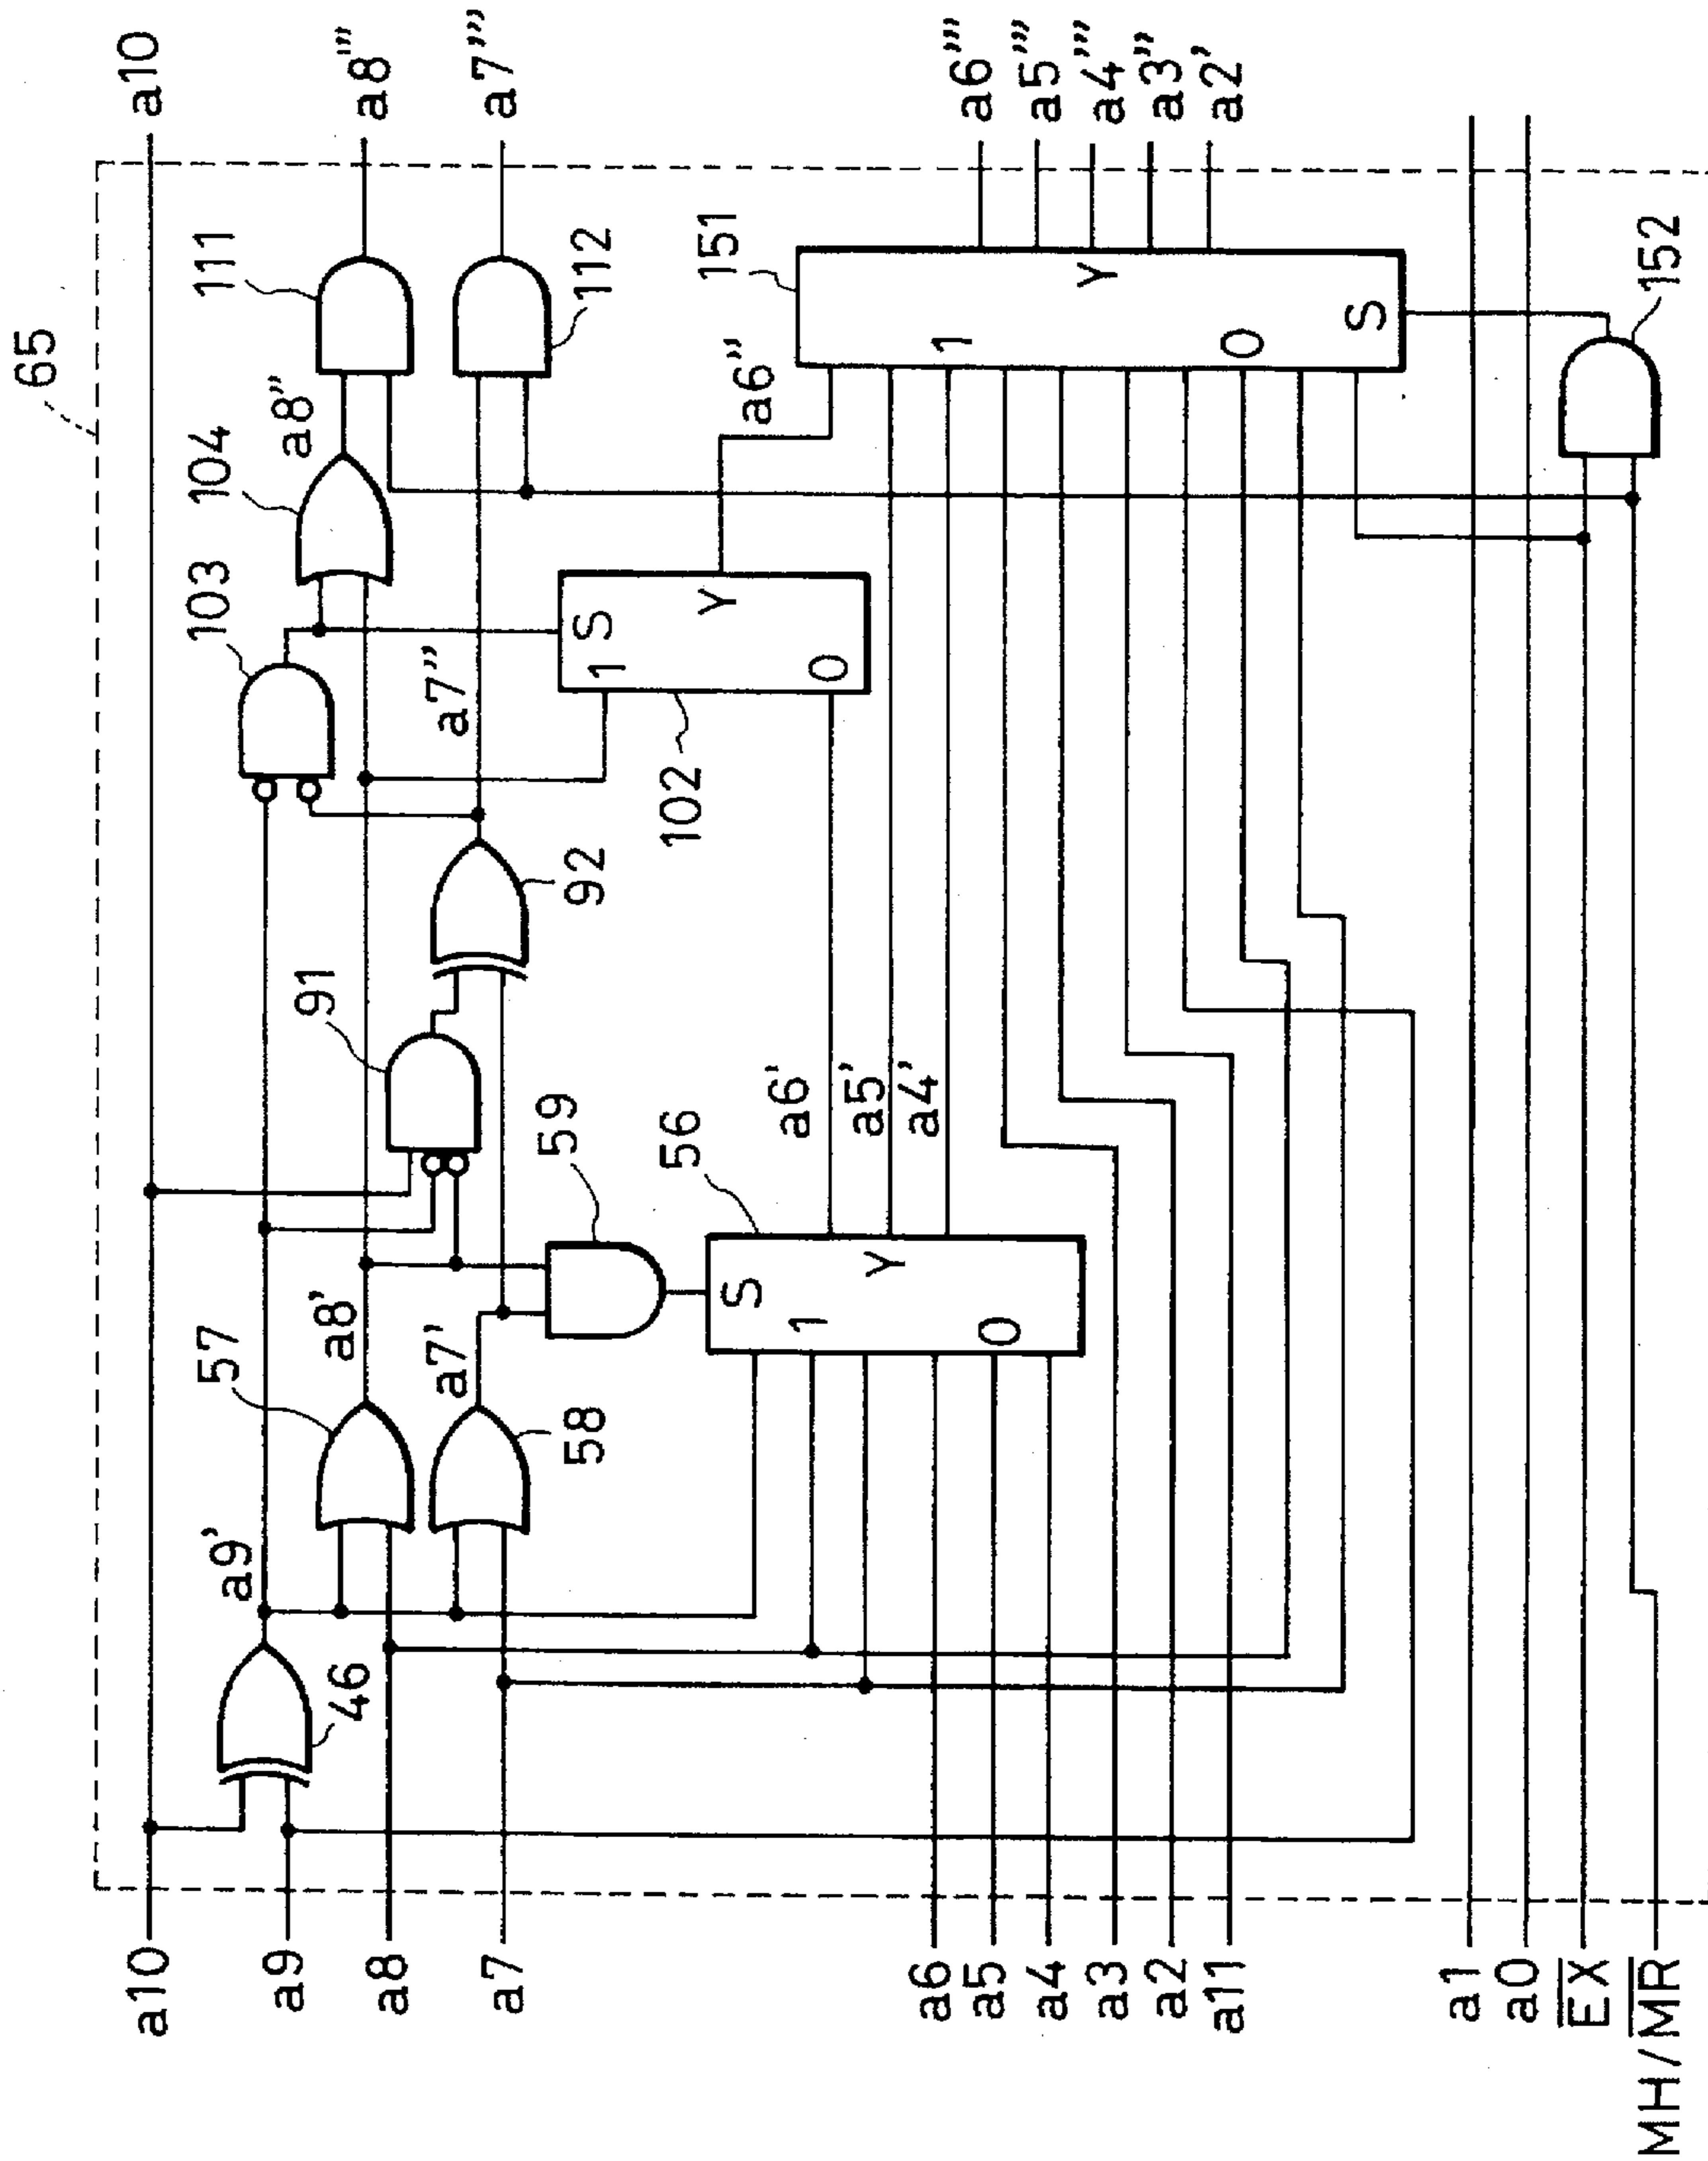 65
a10
a10
a9
a8
a7
a6
a5
a4
a3
a2
a11
a1
a0
EX
MH/MR
46
a9'
57
58
a8'
a7'
59
56
S
1
Y
0
a6'
a5'
a4'
91
92
a7"
103
102
S
1
Y
0
104
a8"
a6"
111
112
151
1
Y
0
S
152
a8'''
a7'''
a6'''
a5'''
a4'''
a3"
a2'